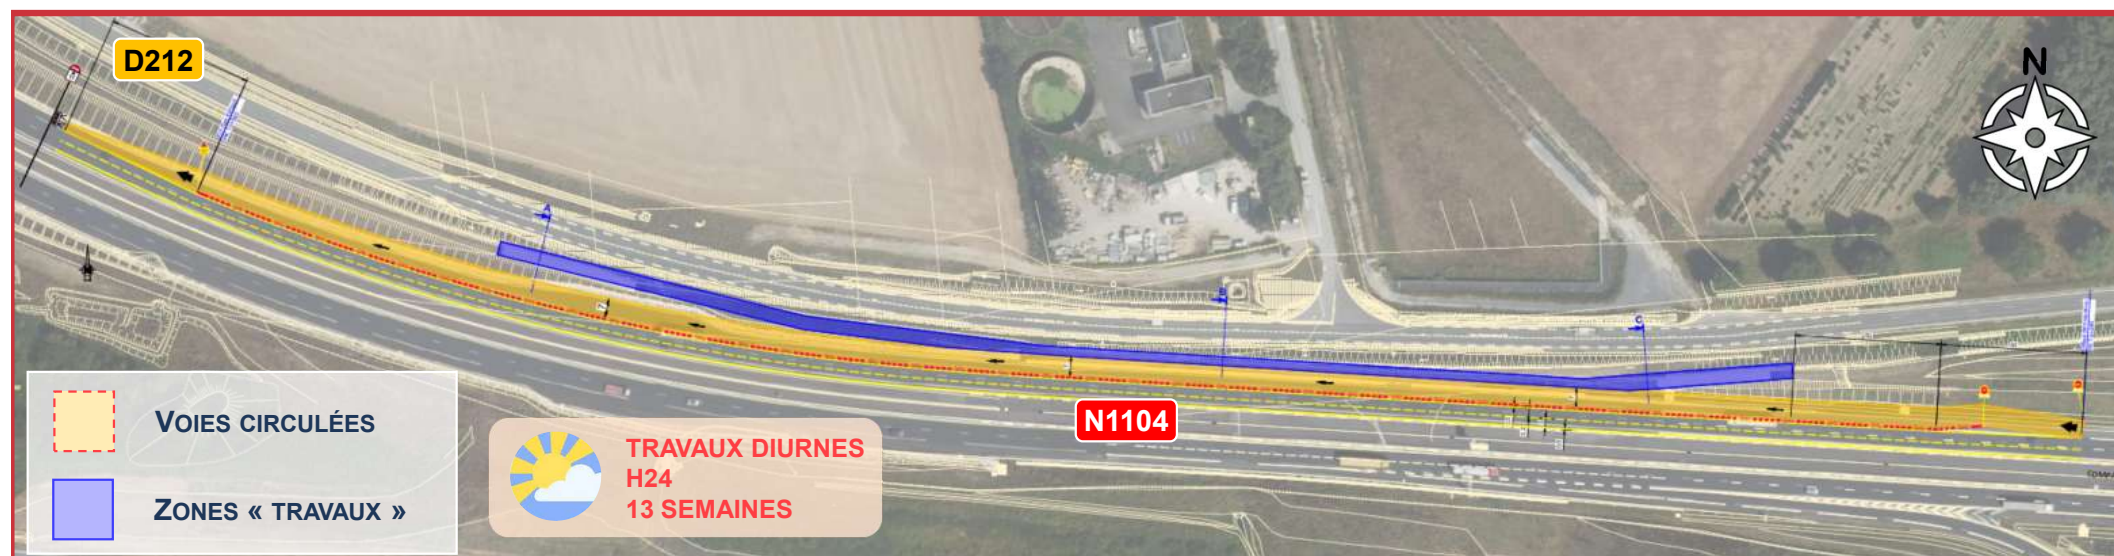 D212
N
A
B
C
N1104
VOIES CIRCULÉES
ZONES « TRAVAUX »
TRAVAUX DIURNES
H24
13 SEMAINES